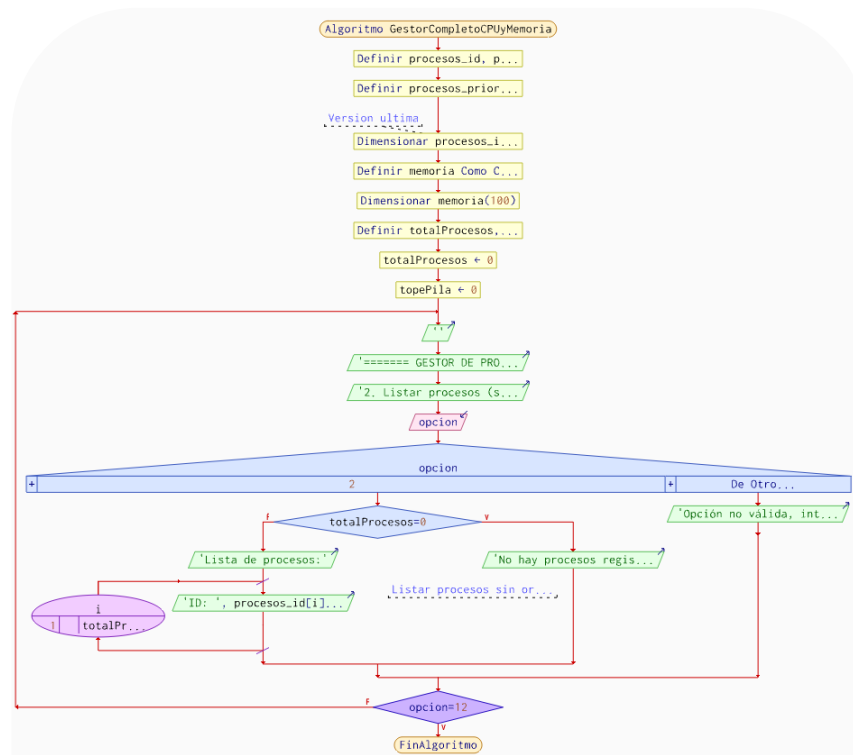 Algoritmo GestorCompletoCPUyMemoria
Definir procesos_id, p...
Definir procesos_prior...
Version ultima
Dimensionar procesos_i...
Definir memoria Como C...
Dimensionar memoria(100)
Definir totalProcesos,...
totalProcesos ← 0
topePila ← 0
''
'======= GESTOR DE PRO...
'2. Listar procesos (s...
opcion
opcion
+ 2 + De Otro...
totalProcesos=0
F V
'Opción no válida, int...
'Lista de procesos:'
'No hay procesos regis...
Listar procesos sin or...
'ID: ', procesos_id[i]...
i
1 totalPr...
opcion=12
F
V
FinAlgoritmo